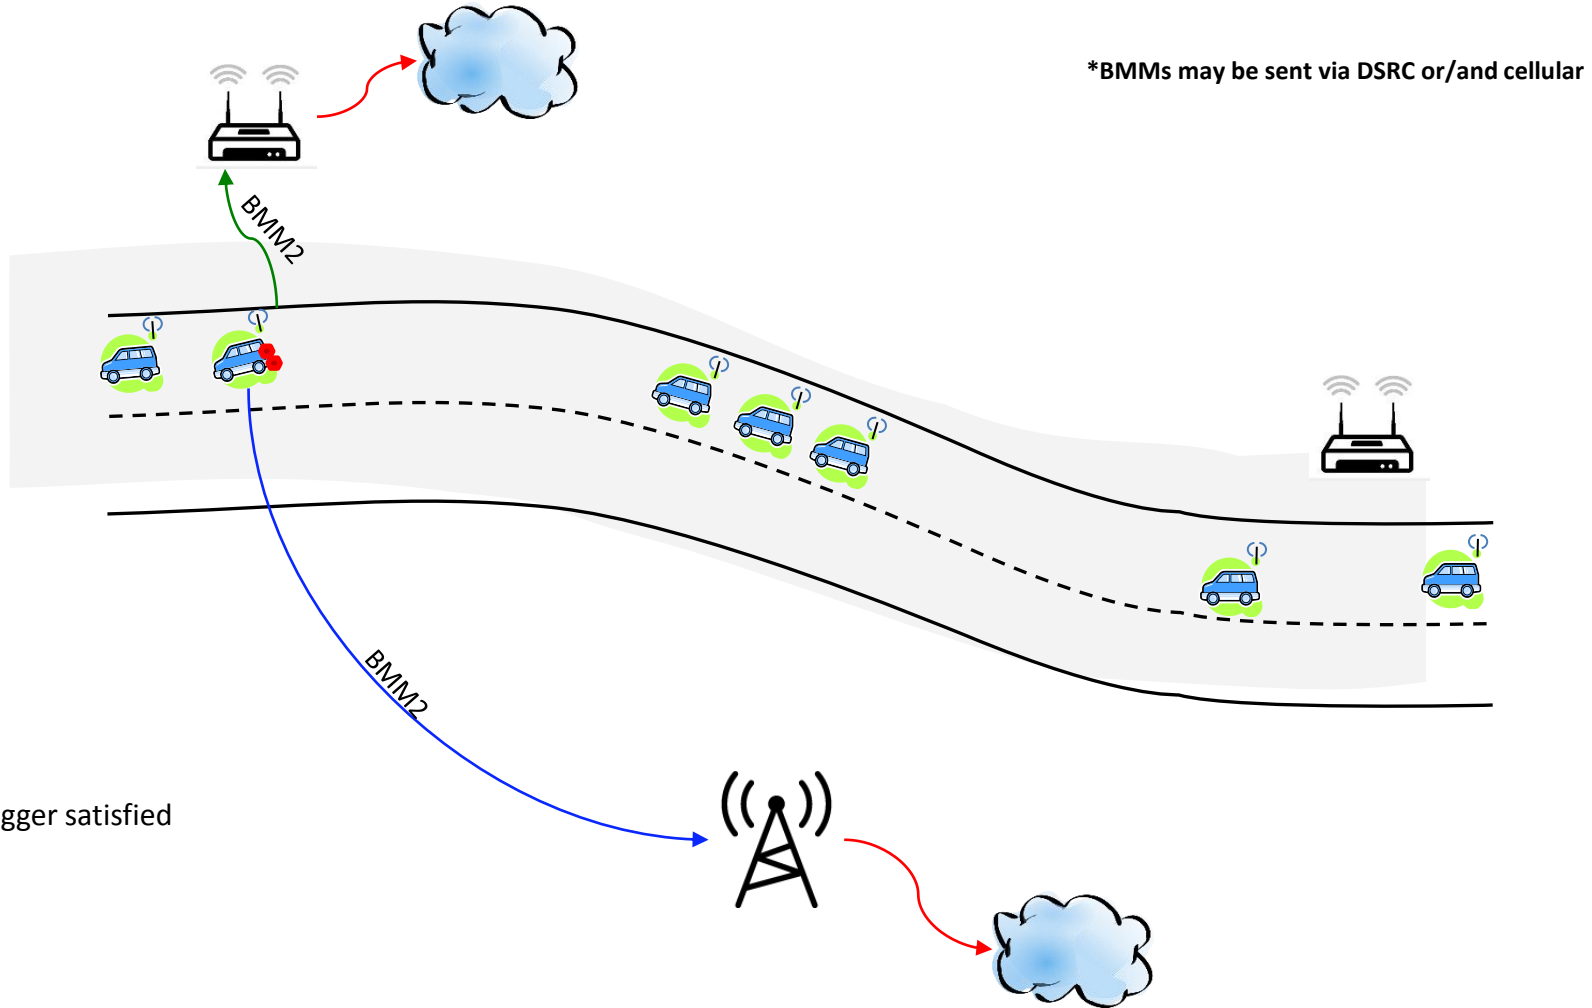 *BMMs may be sent via DSRC or/and cellular
BMM2
BMM2
gger satisfied